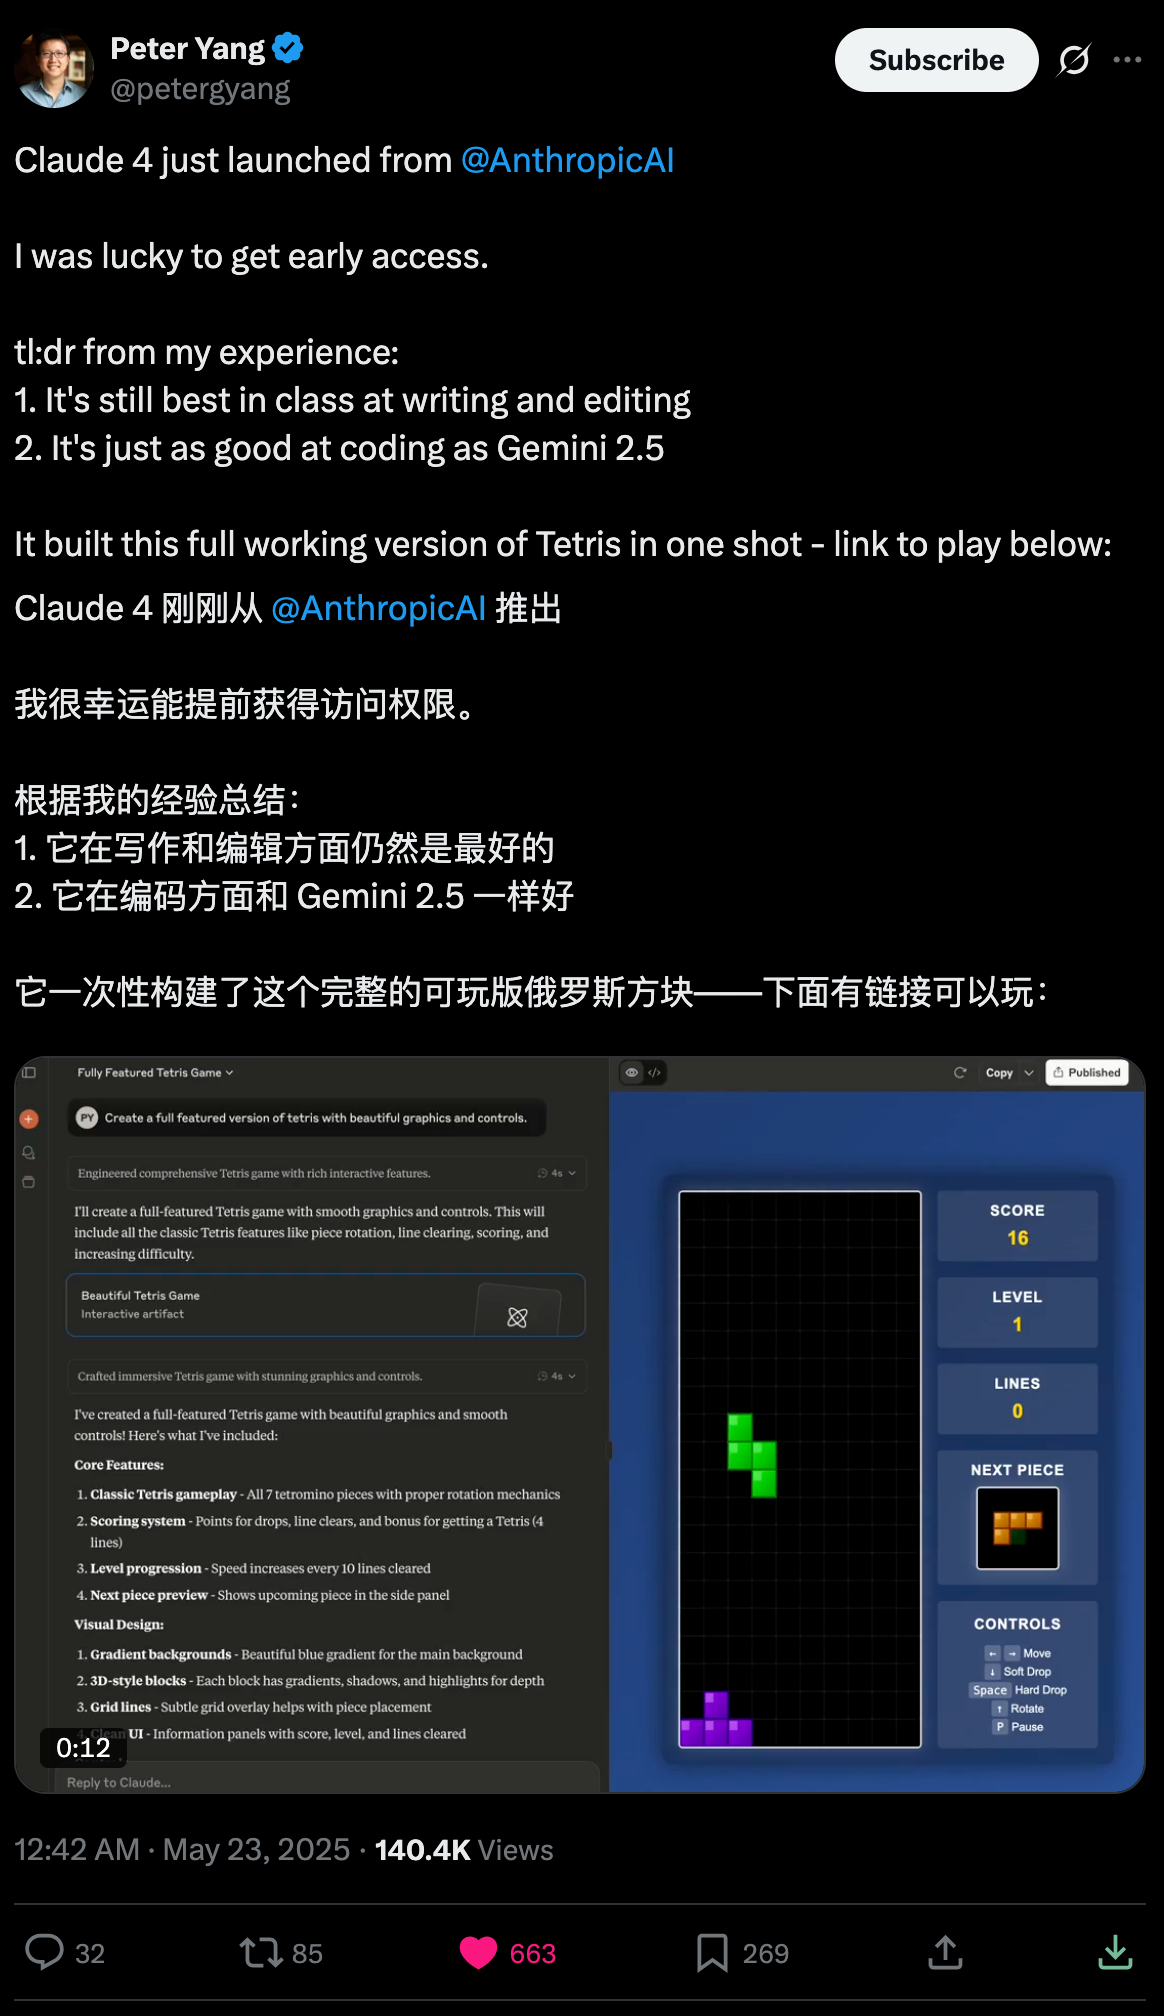 Peter Yang
@petergyang
Subscribe
Claude 4 just launched from @AnthropicAI
I was lucky to get early access.
tl:dr from my experience:
1. It's still best in class at writing and editing
2. It's just as good at coding as Gemini 2.5
It built this full working version of Tetris in one shot - link to play below:
Claude 4 刚刚从 @AnthropicAI 推出
我很幸运能提前获得访问权限。
根据我的经验总结：
1. 它在写作和编辑方面仍然是最好的
2. 它在编码方面和 Gemini 2.5 一样好
它一次性构建了这个完整的可玩版俄罗斯方块——下面有链接可以玩：
Fully Featured Tetris Game
PY Create a full featured version of tetris with beautiful graphics and controls.
Engineered comprehensive Tetris game with rich interactive features. 4s
I'll create a full-featured Tetris game with smooth graphics and controls. This will
include all the classic Tetris features like piece rotation, line clearing, scoring, and
increasing difficulty.
Beautiful Tetris Game
Interactive artifact
Crafted immersive Tetris game with stunning graphics and controls. 4s
I've created a full-featured Tetris game with beautiful graphics and smooth
controls! Here's what I've included:
Core Features:
1. Classic Tetris gameplay - All 7 tetromino pieces with proper rotation mechanics
2. Scoring system - Points for drops, line clears, and bonus for getting a Tetris (4
lines)
3. Level progression - Speed increases every 10 lines cleared
4. Next piece preview - Shows upcoming piece in the side panel
Visual Design:
1. Gradient backgrounds - Beautiful blue gradient for the main background
2. 3D-style blocks - Each block has gradients, shadows, and highlights for depth
3. Grid lines - Subtle grid overlay helps with piece placement
4. Clean UI - Information panels with score, level, and lines cleared
0:12
Reply to Claude...
Copy
Published
SCORE
16
LEVEL
1
LINES
0
NEXT PIECE
CONTROLS
← → Move
↓ Soft Drop
Space Hard Drop
↑ Rotate
P Pause
12:42 AM · May 23, 2025 · 140.4K Views
32
85
663
269